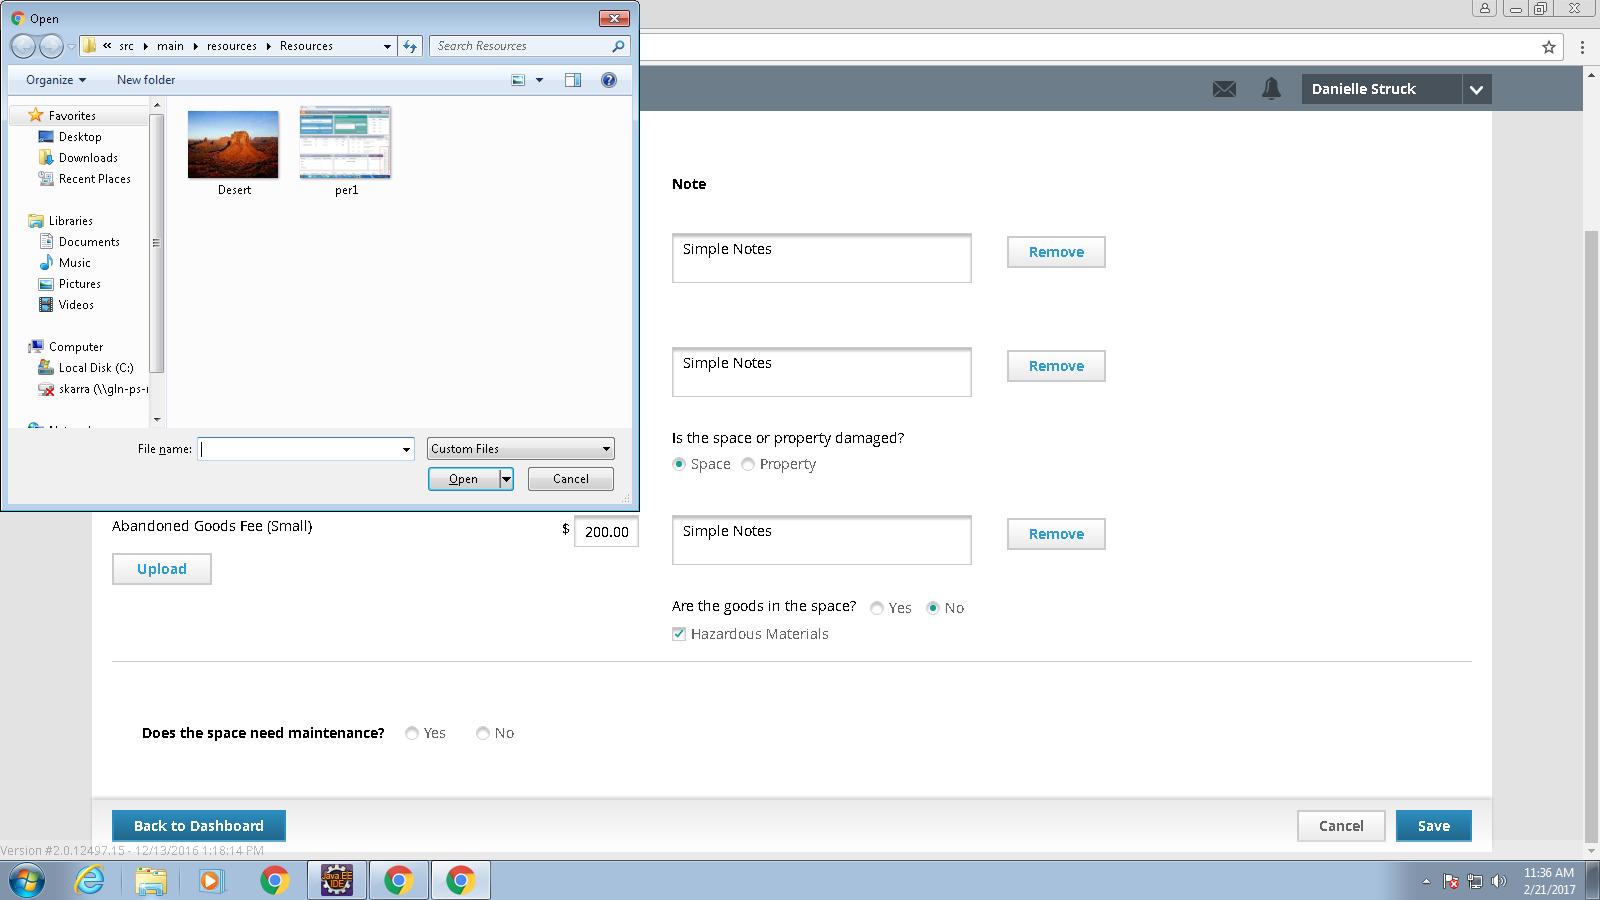 Open
« src main resources Resources
Search Resources
Organize
New folder
Favorites
Desktop
Downloads
Recent Places
Libraries
Documents
Music
Pictures
Videos
Computer
Local Disk (C:)
skarra (\\gln-ps-
Desert
per1
File name:
Custom Files
Open
Cancel
Danielle Struck
Note
Simple Notes
Remove
Simple Notes
Remove
Is the space or property damaged?
Space Property
Abandoned Goods Fee (Small)
$ 200.00
Simple Notes
Remove
Upload
Are the goods in the space? Yes No
Hazardous Materials
Does the space need maintenance? Yes No
Back to Dashboard
Cancel
Save
Version #2.0.12497.15 - 12/13/2016 1:18:14 PM
Java EE
IDE
11:36 AM
2/21/2017